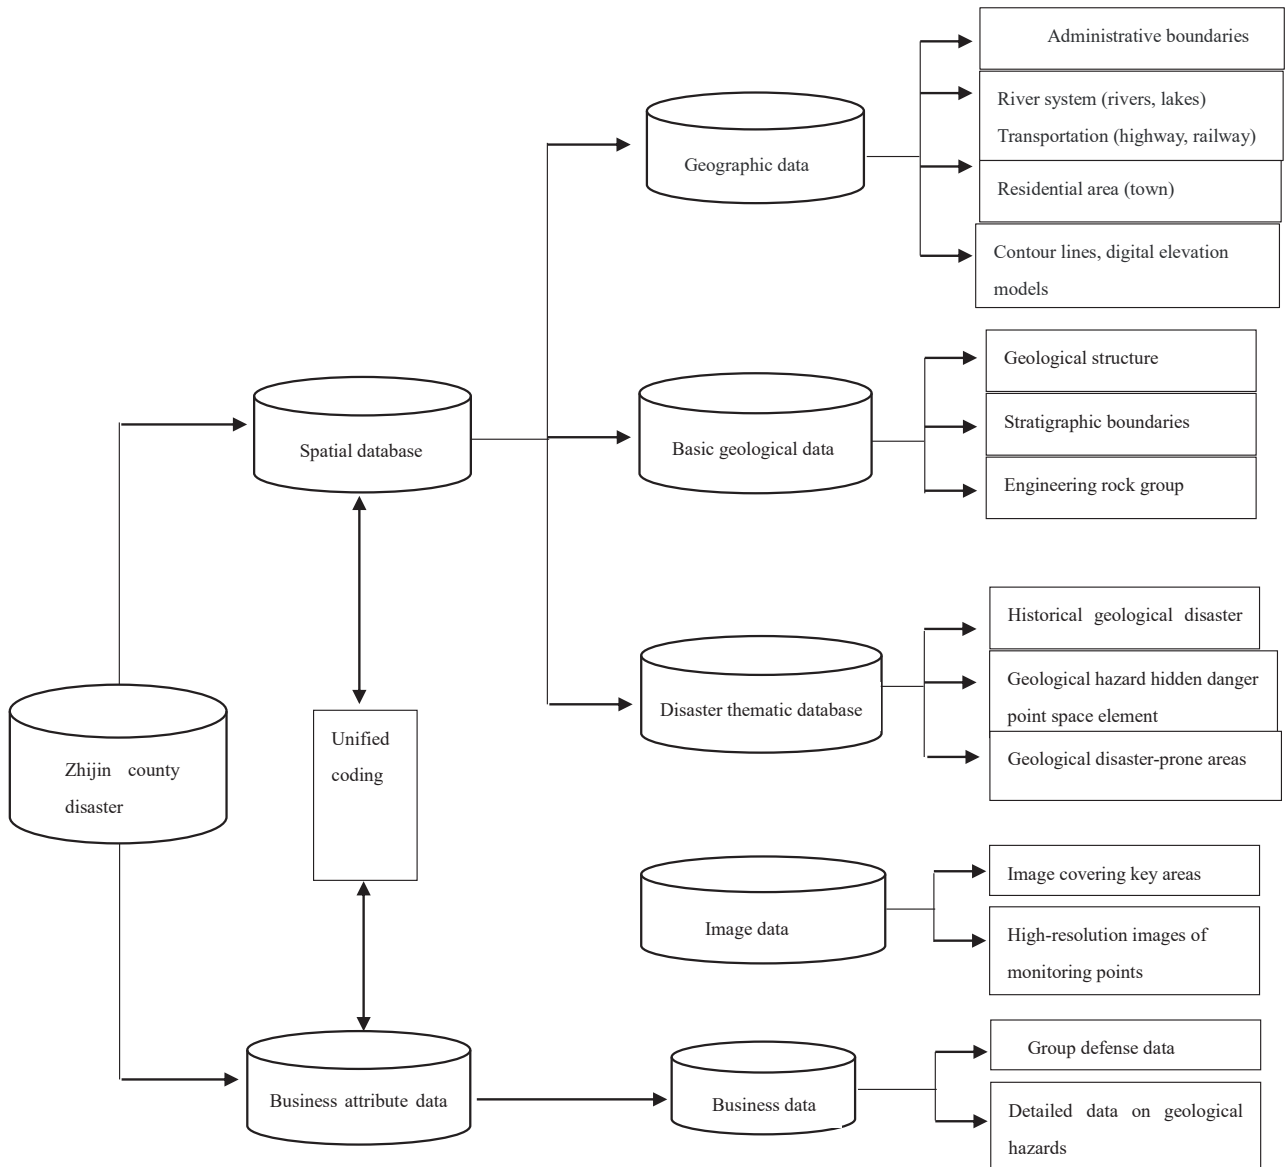 Administrative boundaries
River system (rivers, lakes)
Transportation (highway, railway)
Geographic data
Residential area (town)
Contour lines, digital elevation
models
Geological structure
Spatial database
Basic geological data
Stratigraphic boundaries
Engineering rock group
Historical geological disaster
Geological hazard hidden danger
point space element
Disaster thematic database
Geological disaster-prone areas
Unified
coding
Zhijin county
disaster
Image covering key areas
Image data
High-resolution images of
monitoring points
Group defense data
Business attribute data
Business data
Detailed data on geological
hazards